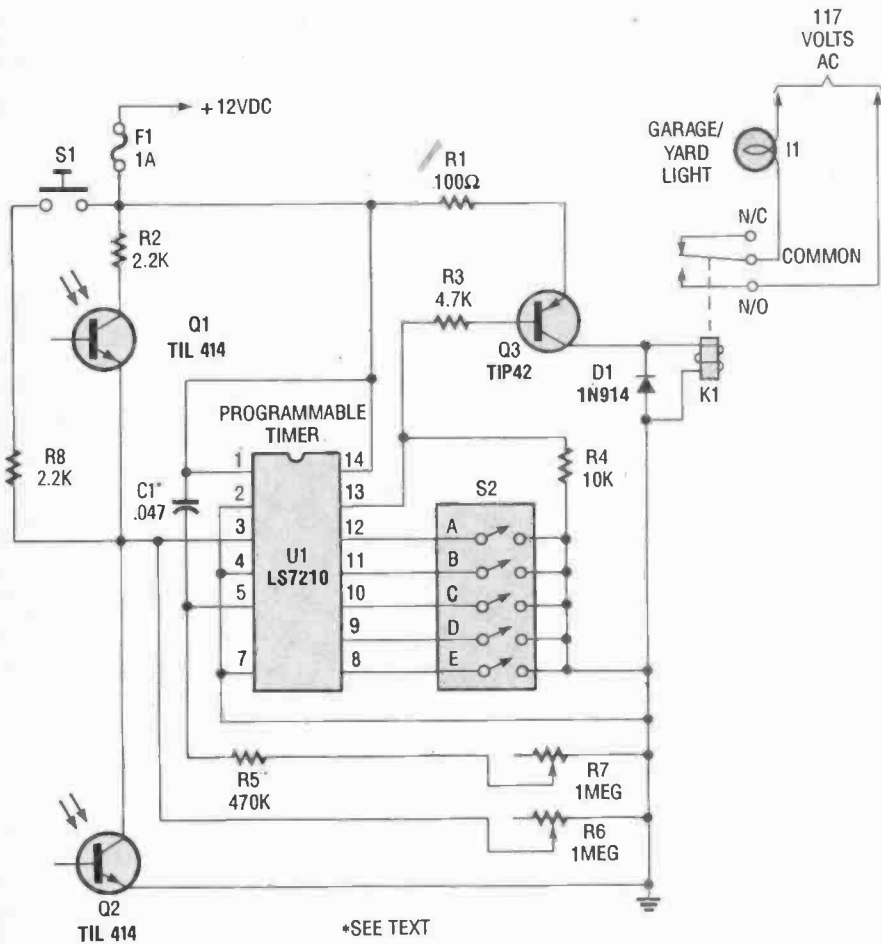 117
VOLTS
AC
+12VDC
F1
1A
S1
GARAGE/
YARD
LIGHT
I1
R1
100Ω
R2
2.2K
N/C
COMMON
N/O
R3
4.7K
Q1
TIL 414
Q3
TIP42
D1
1N914
K1
PROGRAMMABLE
TIMER
R8
2.2K
C1*
.047
R4
10K
S2
1
2
3
4
5
7
14
13
12
11
10
9
8
U1
LS7210
A
B
C
D
E
R5*
470K
R7
1MEG
R6
1MEG
Q2
TIL 414
*SEE TEXT